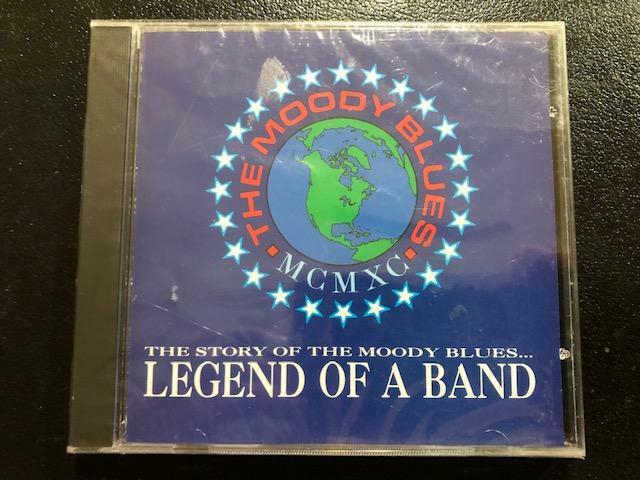 THE MOODY BLUES
MCMXC
THE STORY OF THE MOODY BLUES...
LEGEND OF A BAND